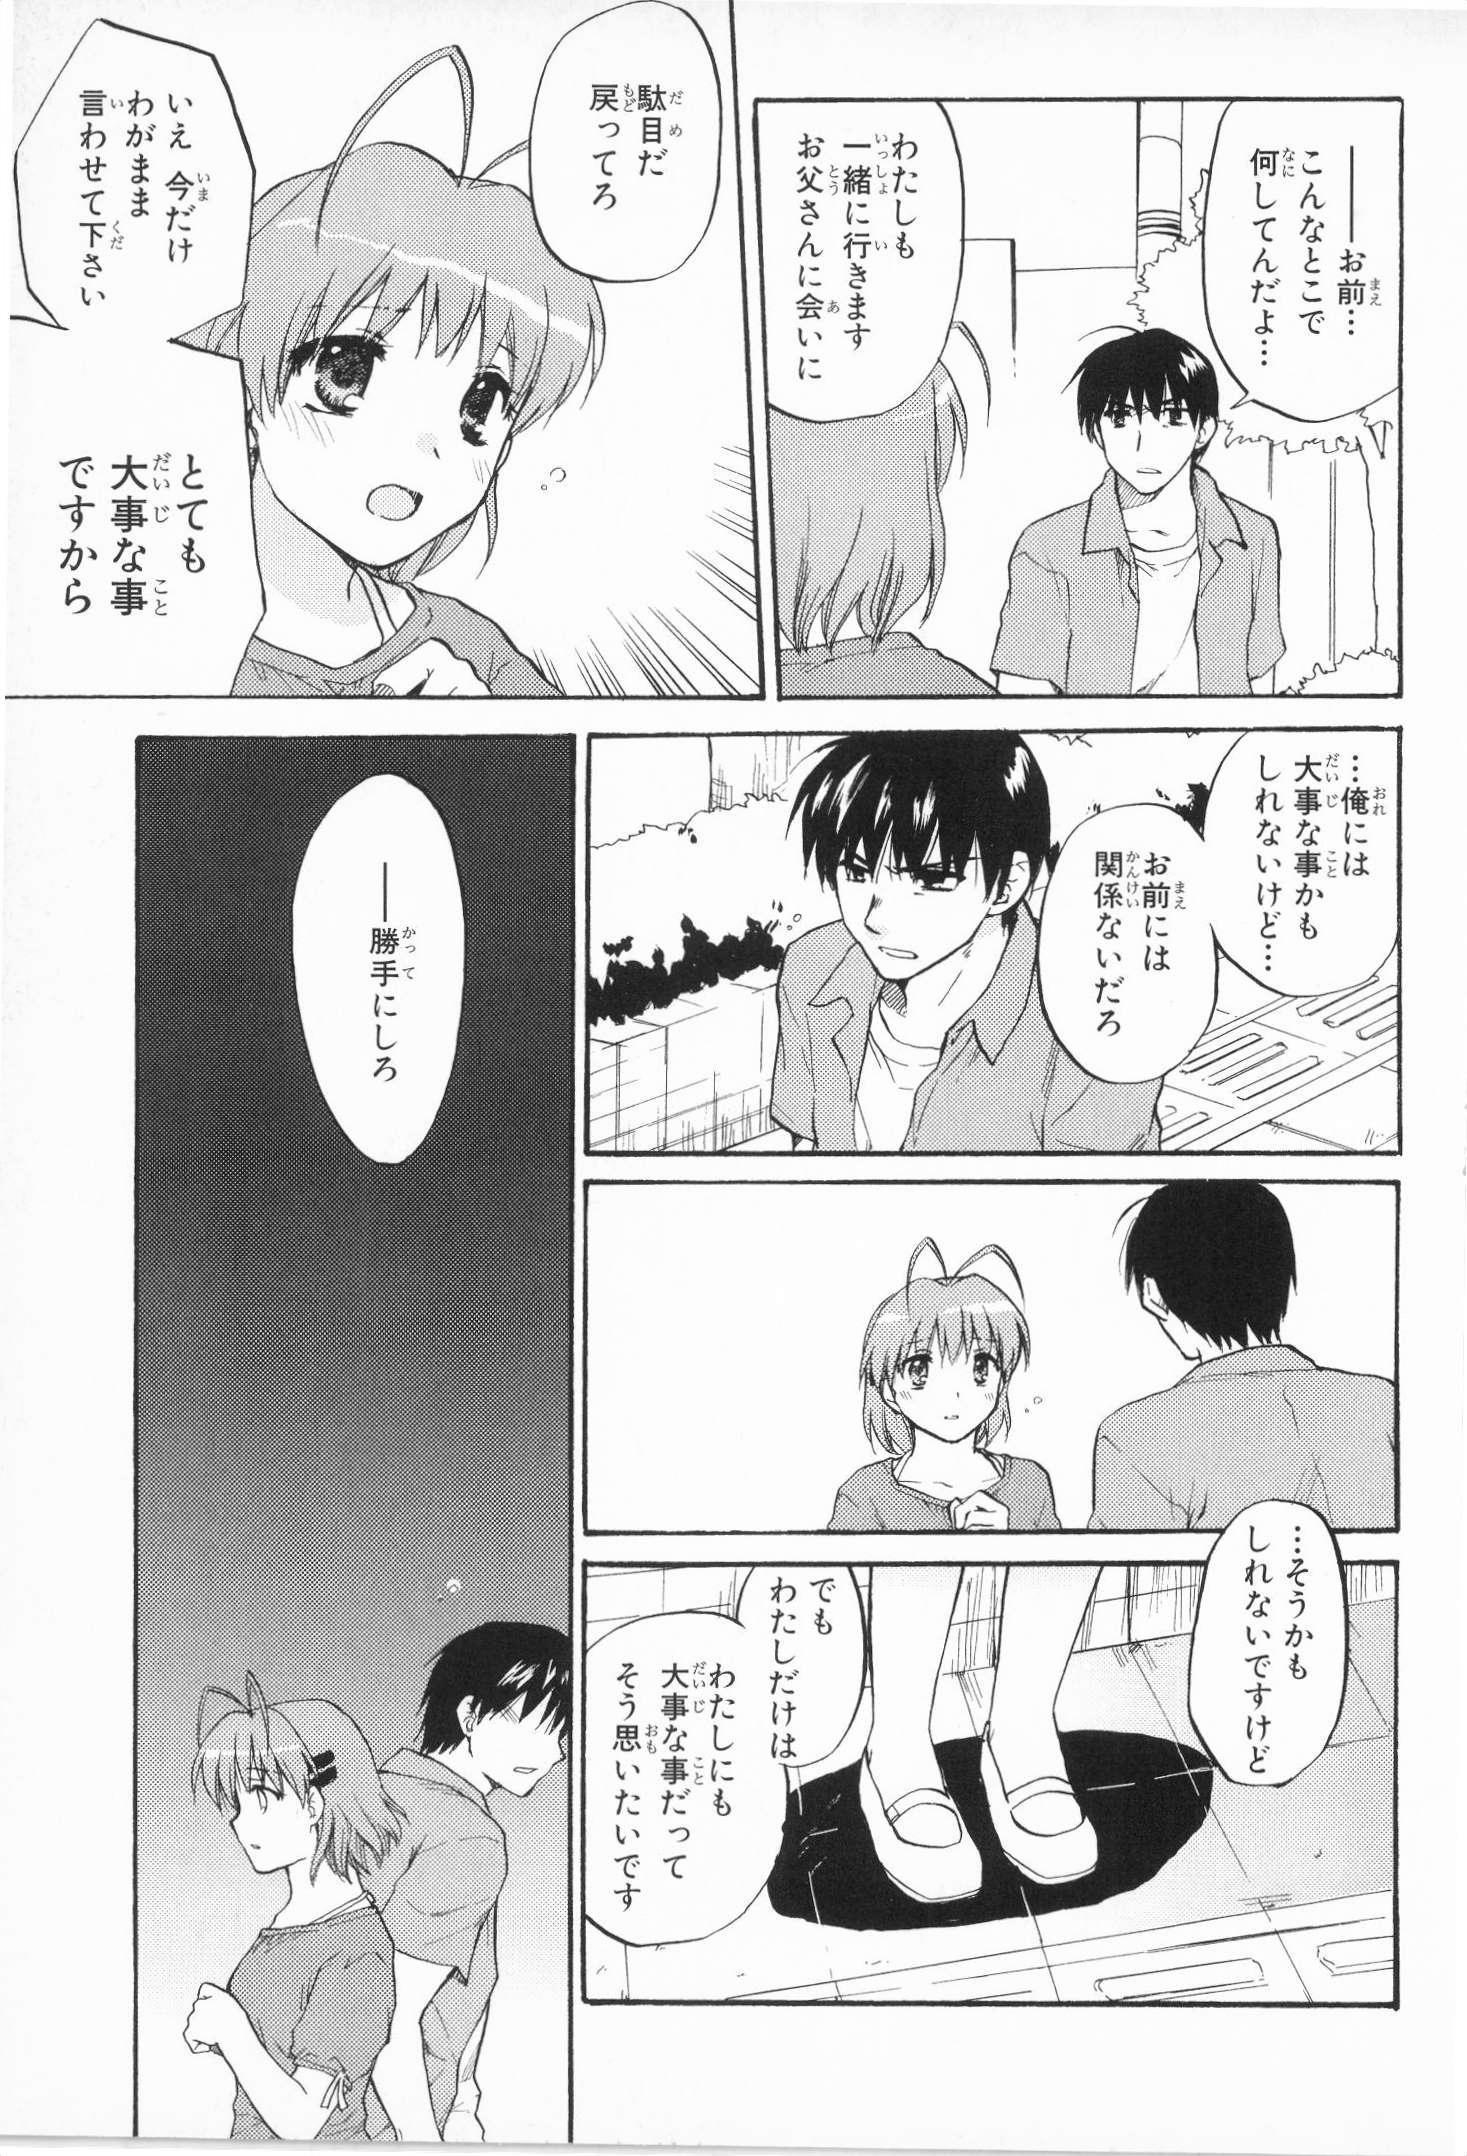 ――お前…
こんなとこで
何してんだよ…
わたしも
一緒に行きます
お父さんに会いに
駄目だ
戻ってろ
いえ 今だけ
わがまま
言わせて下さい
とても
大事な事
ですから
…俺には
大事な事かも
しれないけど…
お前には
関係ないだろ
…そうかも
しれないですけど
でも
わたしだけは
わたしにも
大事な事だって
そう思いたいです
――勝手にしろ